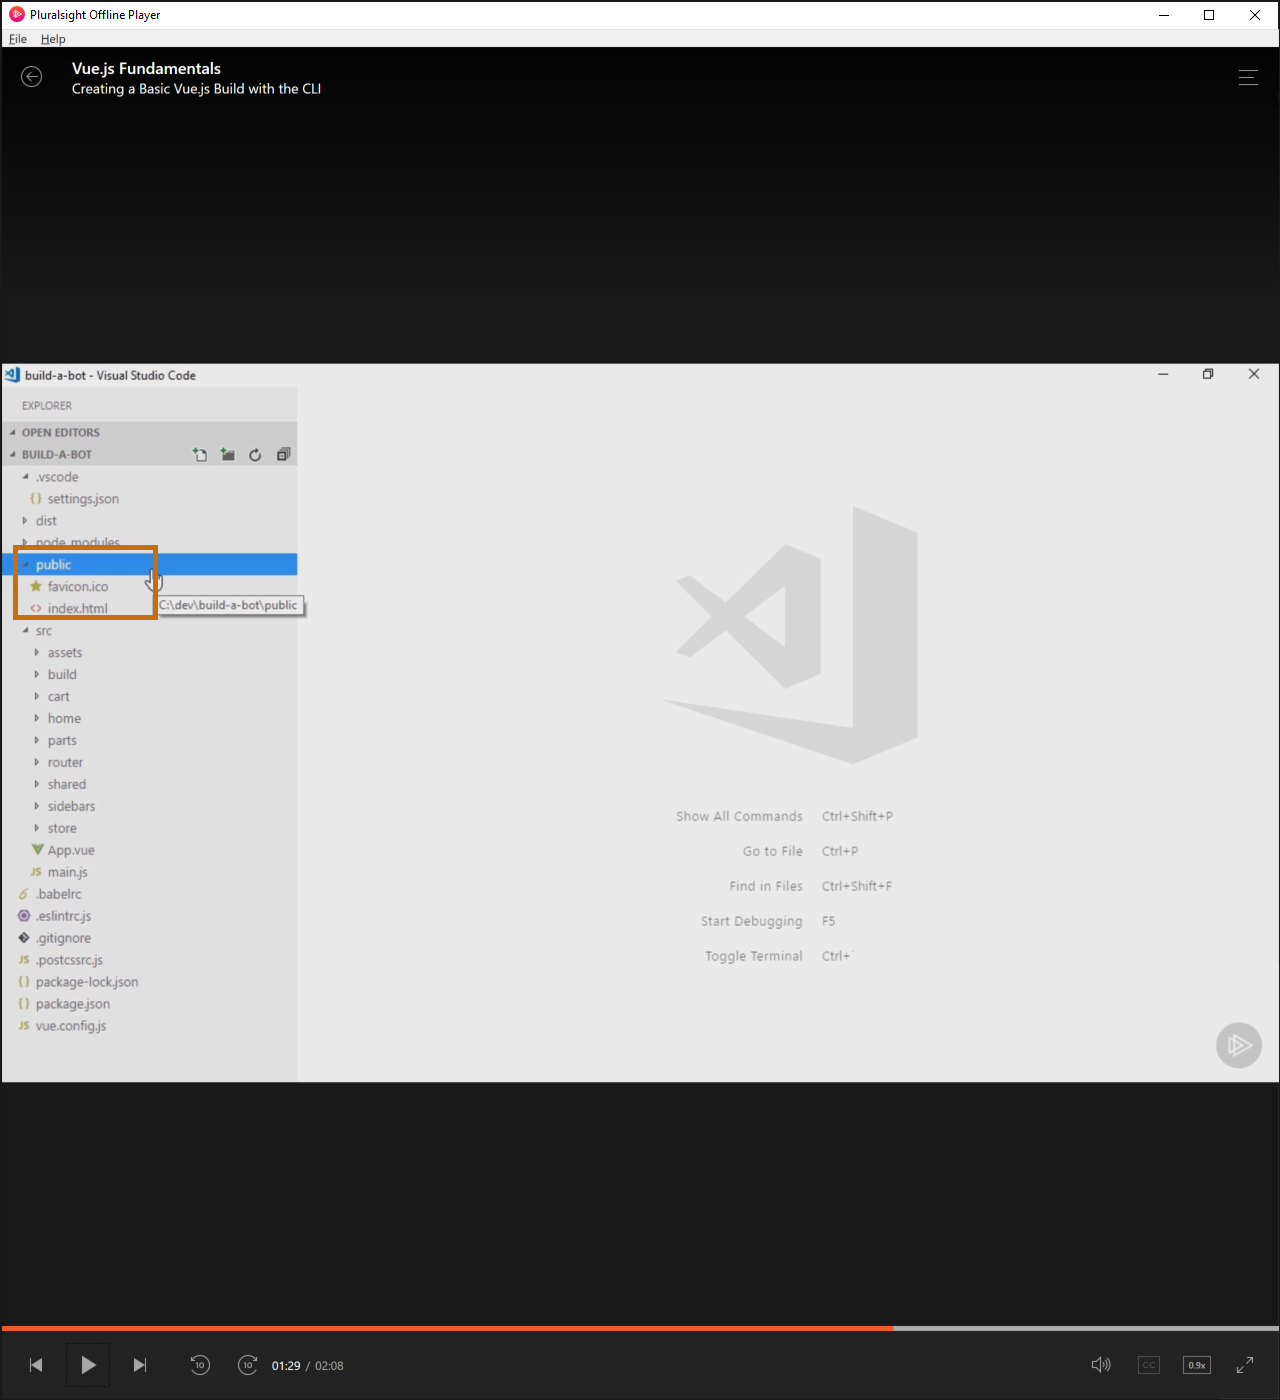 Pluralsight Offline Player
File Help
Vue.js Fundamentals
Creating a Basic Vue.js Build with the CLI
build-a-bot - Visual Studio Code
EXPLORER
OPEN EDITORS
BUILD-A-BOT
.vscode
{} settings.json
dist
node_modules
public
favicon.ico
<> index.html
C:\dev\build-a-bot\public
src
assets
build
cart
home
parts
router
shared
sidebars
store
App.vue
JS main.js
.babelrc
.eslintrc.js
.gitignore
JS .postcssrc.js
{} package-lock.json
{} package.json
JS vue.config.js
Show All Commands Ctrl+Shift+P
Go to File Ctrl+P
Find in Files Ctrl+Shift+F
Start Debugging F5
Toggle Terminal Ctrl+`
10 10 01:29 / 02:08 CC 0.9x